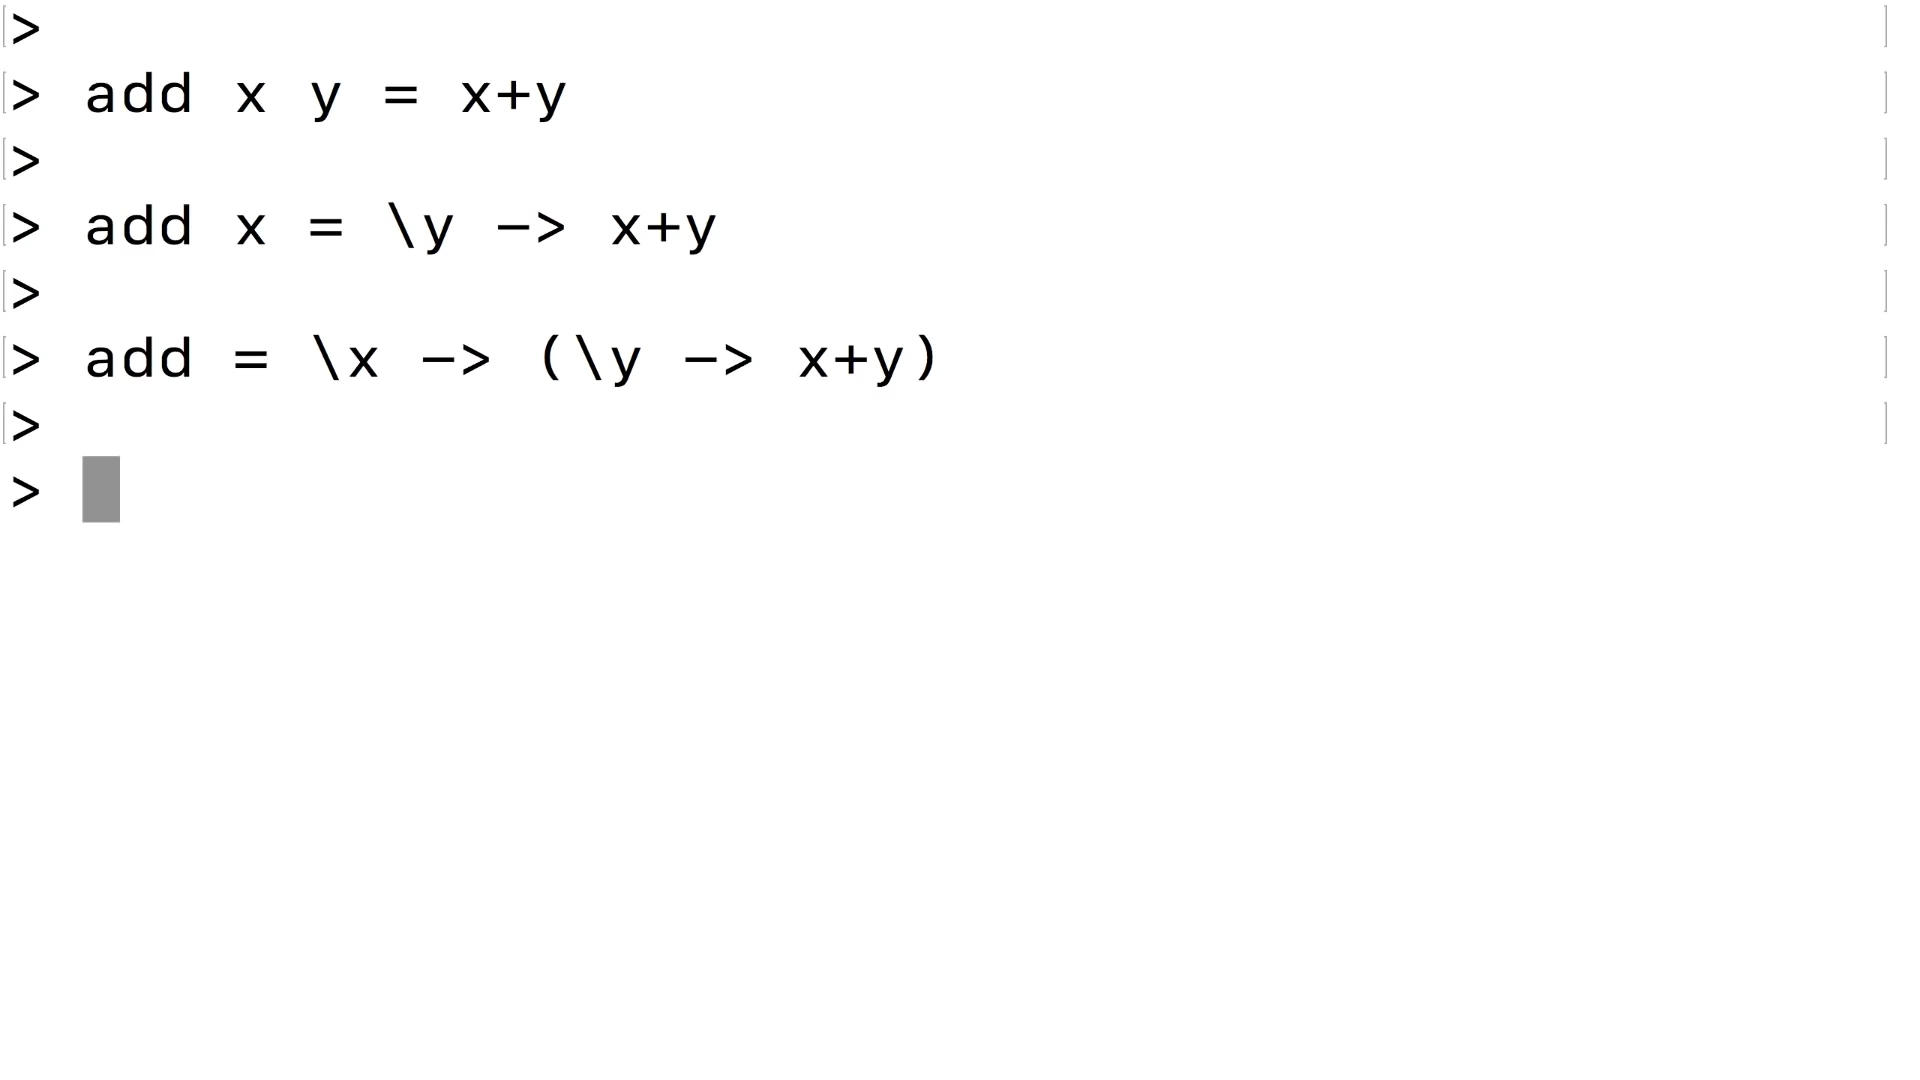 >
> add x y = x+y
>
> add x = \y -> x+y
>
> add = \x -> (\y -> x+y)
>
>